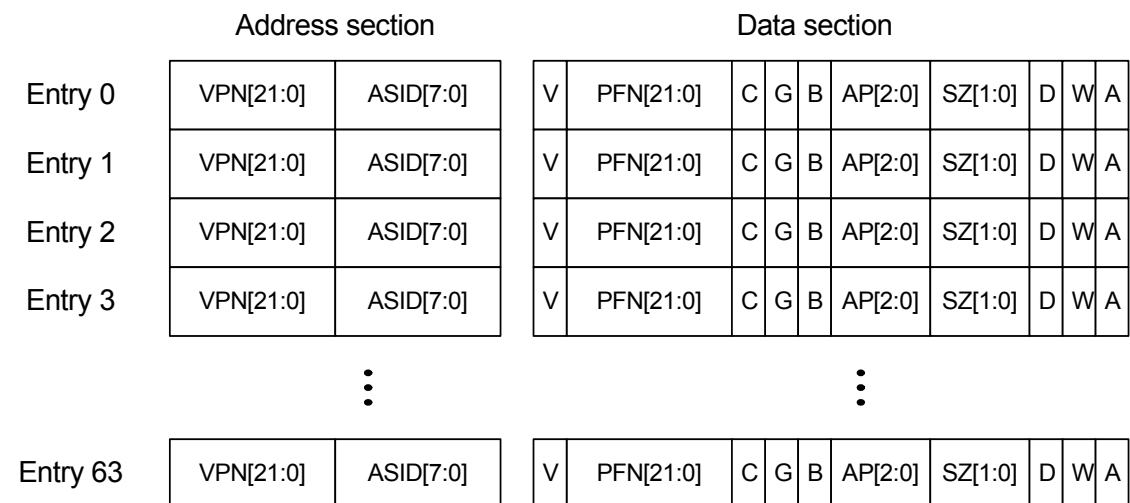 Address section Data section
Entry 0 VPN[21:0] ASID[7:0] V PFN[21:0] C G B AP[2:0] SZ[1:0] D W A
Entry 1 VPN[21:0] ASID[7:0] V PFN[21:0] C G B AP[2:0] SZ[1:0] D W A
Entry 2 VPN[21:0] ASID[7:0] V PFN[21:0] C G B AP[2:0] SZ[1:0] D W A
Entry 3 VPN[21:0] ASID[7:0] V PFN[21:0] C G B AP[2:0] SZ[1:0] D W A
Entry 63 VPN[21:0] ASID[7:0] V PFN[21:0] C G B AP[2:0] SZ[1:0] D W A